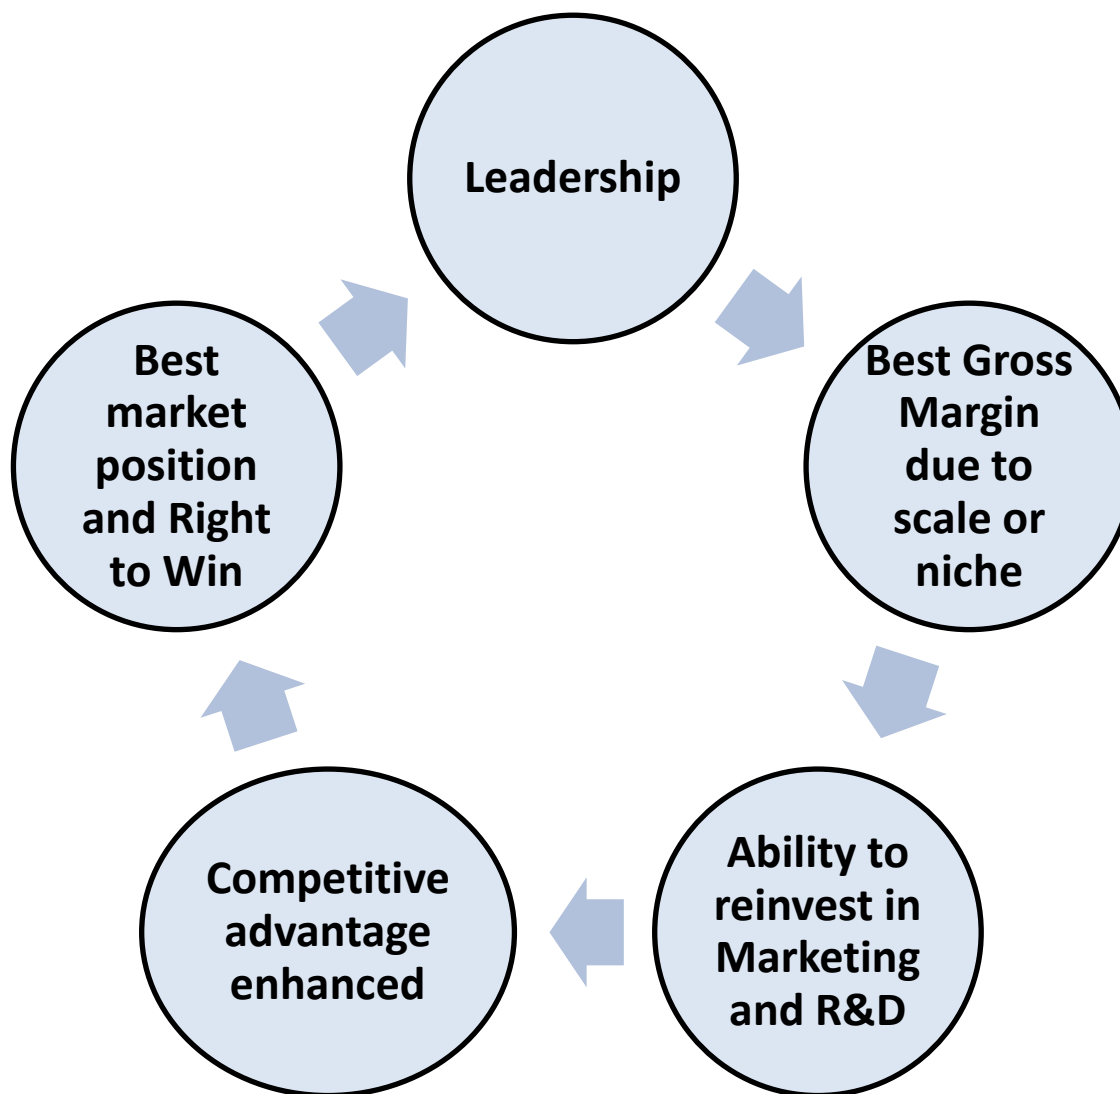 Leadership
Best Gross
Margin
due to
scale or
niche
Ability to
reinvest in
Marketing
and R&D
Competitive
advantage
enhanced
Best
market
position
and Right
to Win